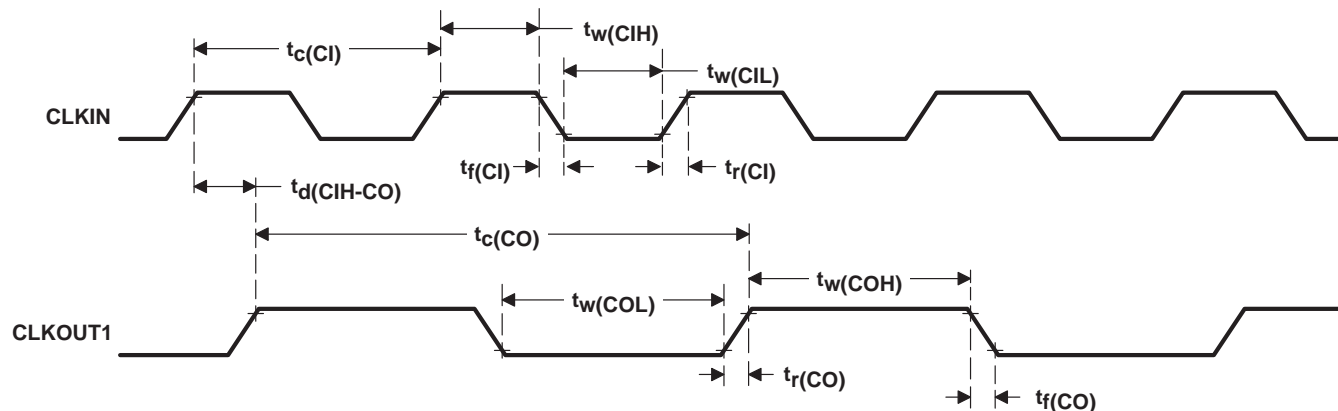 tw(CIH)
tc(CI)
tw(CIL)
CLKIN
tf(CI)
tr(CI)
td(CIH-CO)
tc(CO)
tw(COH)
tw(COL)
CLKOUT1
tr(CO)
tf(CO)